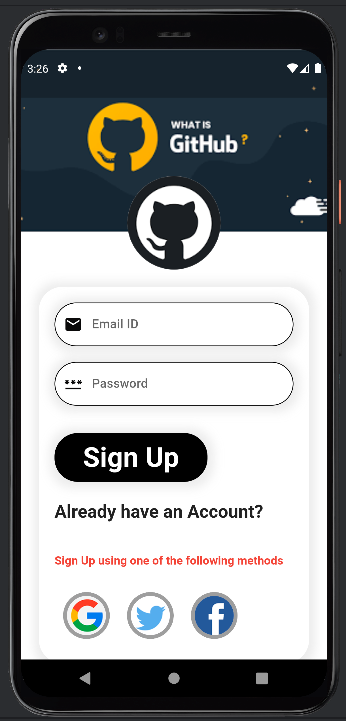 3:26
WHAT IS
GitHub?
Email ID
Password
Sign Up
Already have an Account?
Sign Up using one of the following methods